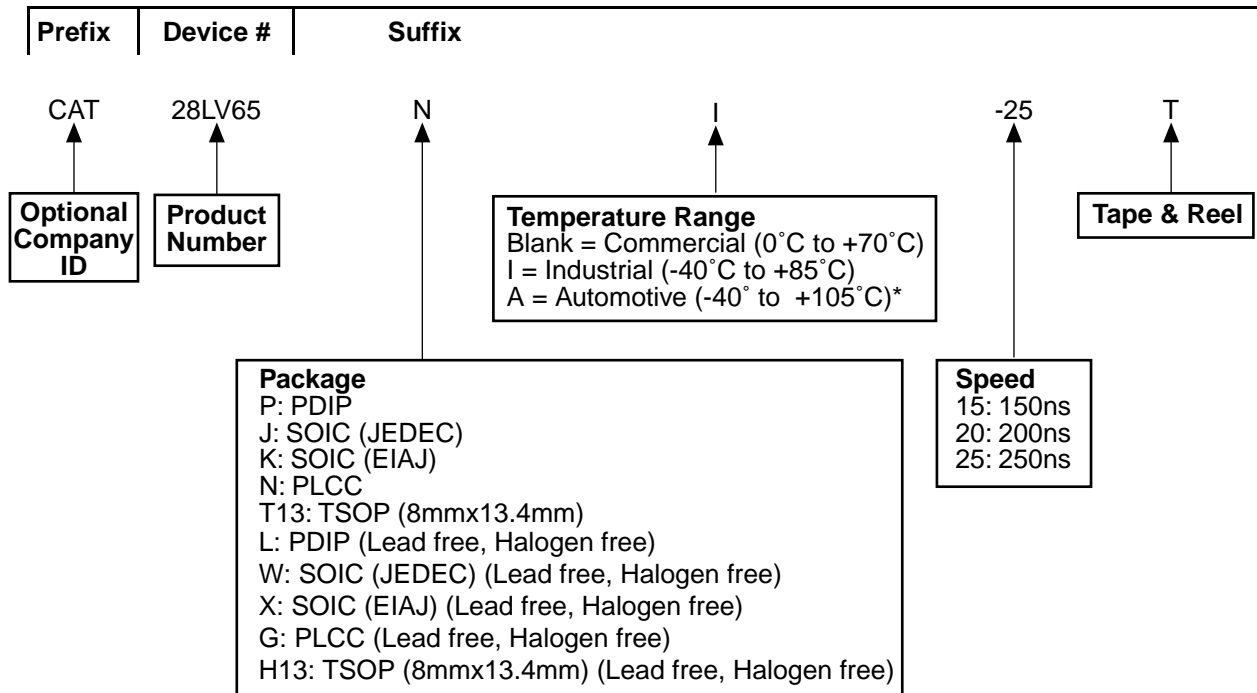 Prefix Device # Suffix
CAT 28LV65 N I -25 T
Optional
Company
ID
Product
Number
Temperature Range
Blank = Commercial (0˚C to +70˚C)
I = Industrial (-40˚C to +85˚C)
A = Automotive (-40˚ to +105˚C)*
Tape & Reel
Package
P: PDIP
J: SOIC (JEDEC)
K: SOIC (EIAJ)
N: PLCC
T13: TSOP (8mmx13.4mm)
L: PDIP (Lead free, Halogen free)
W: SOIC (JEDEC) (Lead free, Halogen free)
X: SOIC (EIAJ) (Lead free, Halogen free)
G: PLCC (Lead free, Halogen free)
H13: TSOP (8mmx13.4mm) (Lead free, Halogen free)
Speed
15: 150ns
20: 200ns
25: 250ns